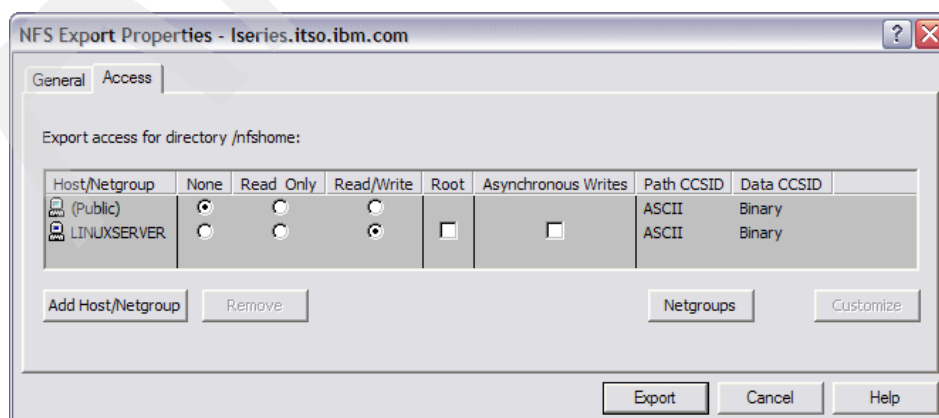 NFS Export Properties - Iseries.itso.ibm.com
General Access
Export access for directory /nfshome:
Host/Netgroup None Read Only Read/Write Root Asynchronous Writes Path CCSID Data CCSID
(Public) ASCII Binary
LINUXSERVER ASCII Binary
Add Host/Netgroup Remove Netgroups Customize
Export Cancel Help